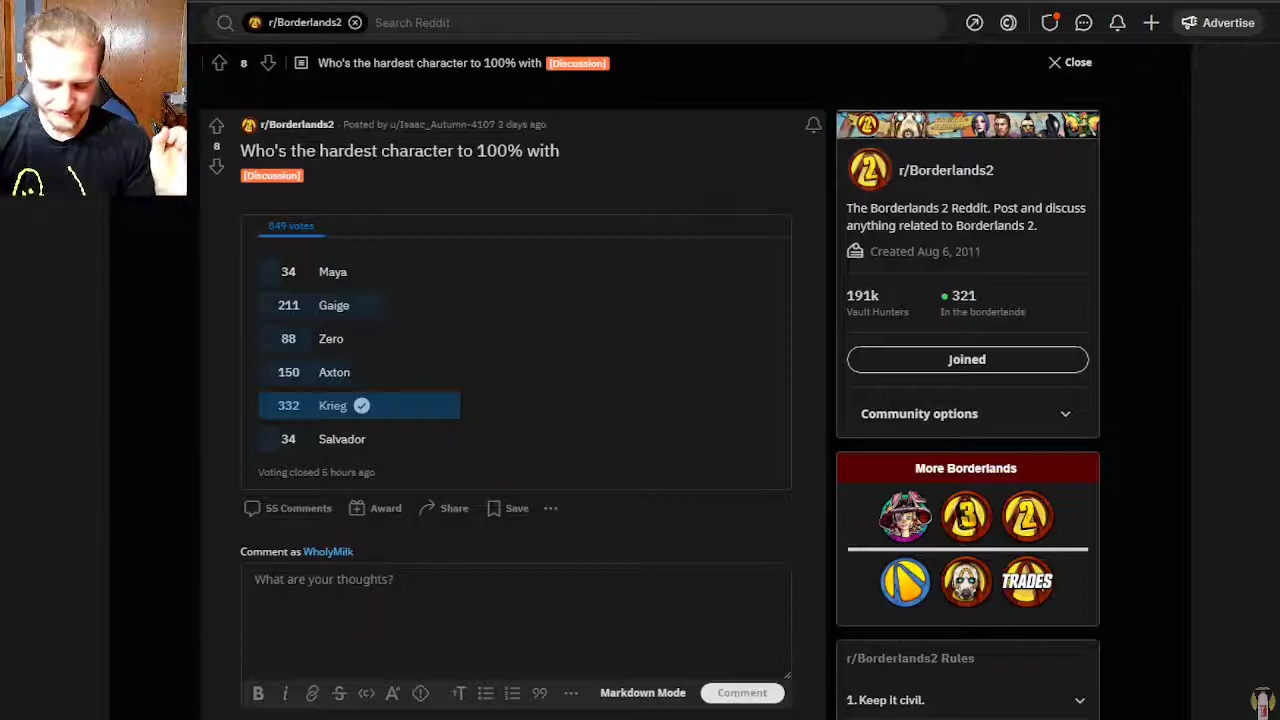 r/Borderlands2
Search Reddit
Advertise
8
Who's the hardest character to 100% with [Discussion]
Close
r/Borderlands2 · Posted by u/Isaac_Autumn-4107 2 days ago
8
Who's the hardest character to 100% with
[Discussion]
849 votes
34 Maya
211 Gaige
88 Zero
150 Axton
332 Krieg
34 Salvador
Voting closed 5 hours ago
55 Comments
Award
Share
Save
Comment as WholyMilk
What are your thoughts?
Markdown Mode
Comment
r/Borderlands2
The Borderlands 2 Reddit. Post and discuss
anything related to Borderlands 2.
Created Aug 6, 2011
191k
321
Vault Hunters
In the borderlands
Joined
Community options
More Borderlands
3
2
TRADES
r/Borderlands2 Rules
1. Keep it civil.